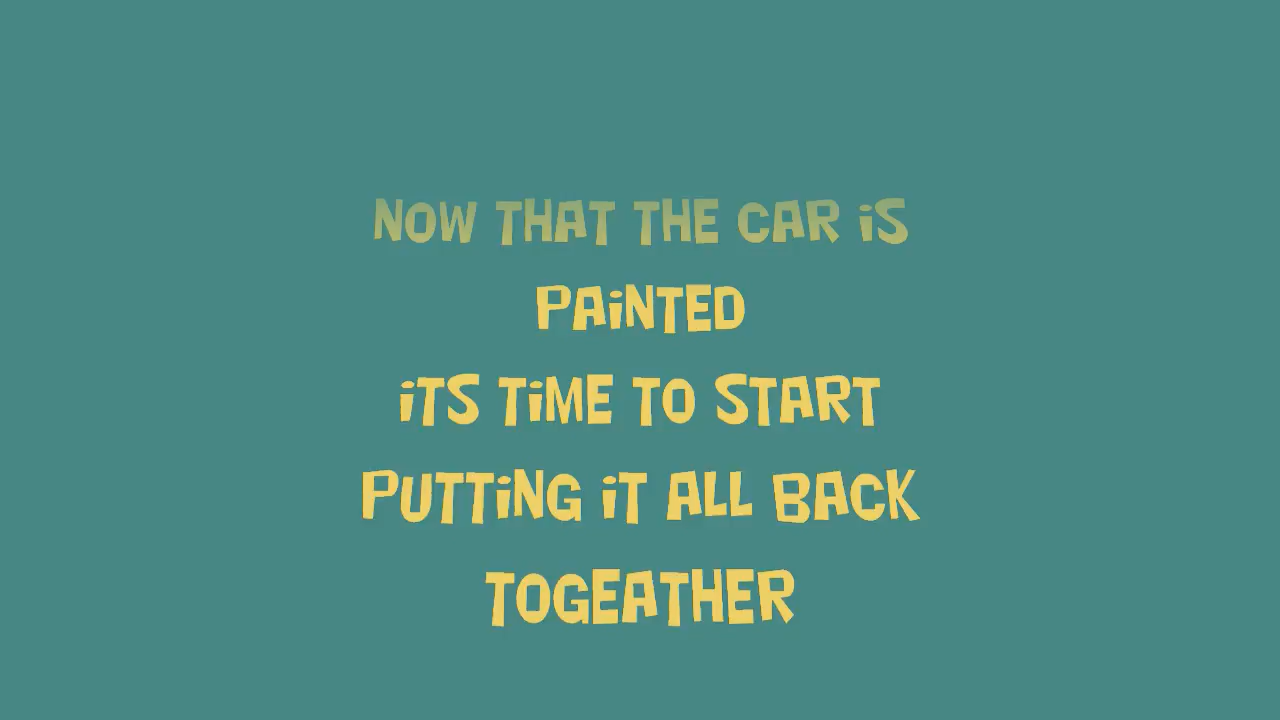 NOW THAT THE CAR iS
PAiNTED
iTS TiME TO START
PUTTiNG iT ALL BACK
TOGEATHER